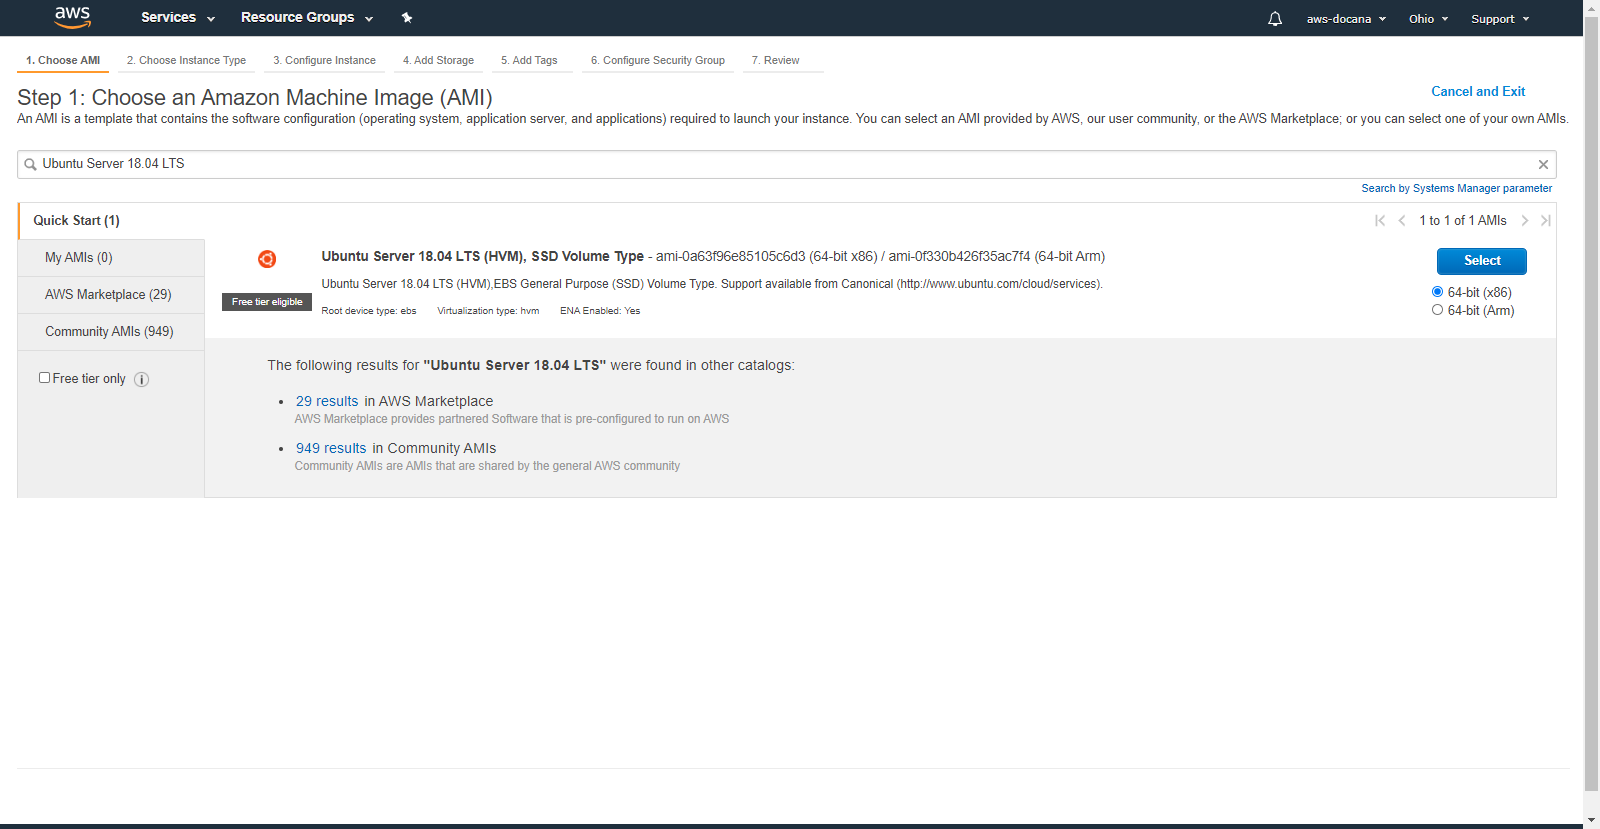 aws Services Resource Groups aws-docana Ohio Support
1. Choose AMI 2. Choose Instance Type 3. Configure Instance 4. Add Storage 5. Add Tags 6. Configure Security Group 7. Review
Step 1: Choose an Amazon Machine Image (AMI)
Cancel and Exit
An AMI is a template that contains the software configuration (operating system, application server, and applications) required to launch your instance. You can select an AMI provided by AWS, our user community, or the AWS Marketplace; or you can select one of your own AMIs.
Ubuntu Server 18.04 LTS
Search by Systems Manager parameter
Quick Start (1)
1 to 1 of 1 AMIs
My AMIs (0)
AWS Marketplace (29)
Community AMIs (949)
Free tier only
Ubuntu Server 18.04 LTS (HVM), SSD Volume Type - ami-0a63f96e85105c6d3 (64-bit x86) / ami-0f330b426f35ac7f4 (64-bit Arm)
Ubuntu Server 18.04 LTS (HVM),EBS General Purpose (SSD) Volume Type. Support available from Canonical (http://www.ubuntu.com/cloud/services).
Free tier eligible
Root device type: ebs Virtualization type: hvm ENA Enabled: Yes
Select
64-bit (x86)
64-bit (Arm)
The following results for "Ubuntu Server 18.04 LTS" were found in other catalogs:
• 29 results in AWS Marketplace
AWS Marketplace provides partnered Software that is pre-configured to run on AWS
• 949 results in Community AMIs
Community AMIs are AMIs that are shared by the general AWS community